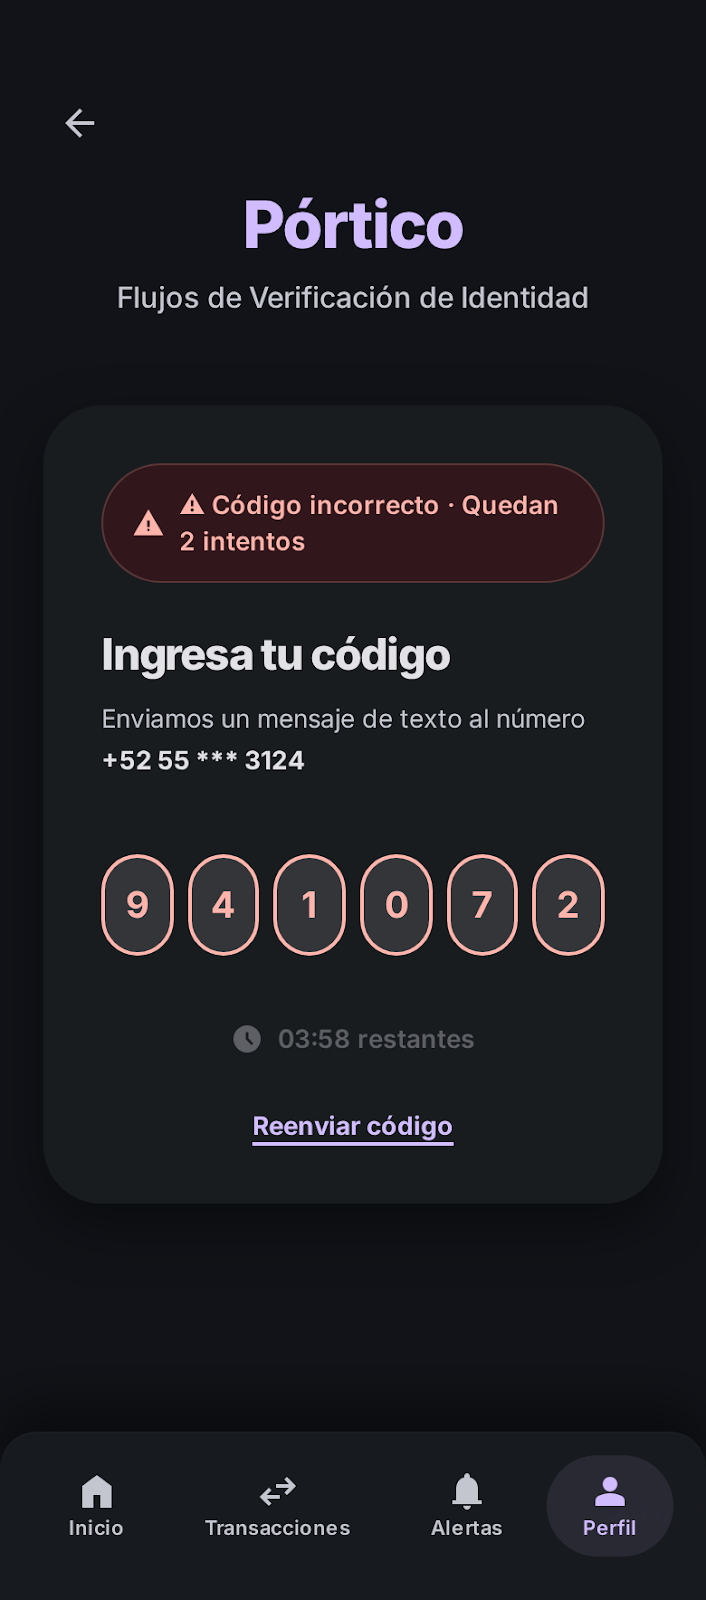 Pórtico
Flujos de Verificación de Identidad
⚠ Código incorrecto · Quedan
2 intentos
Ingresa tu código
Enviamos un mensaje de texto al número
+52 55 *** 3124
9 4 1 0 7 2
03:58 restantes
Reenviar código
Inicio Transacciones Alertas Perfil